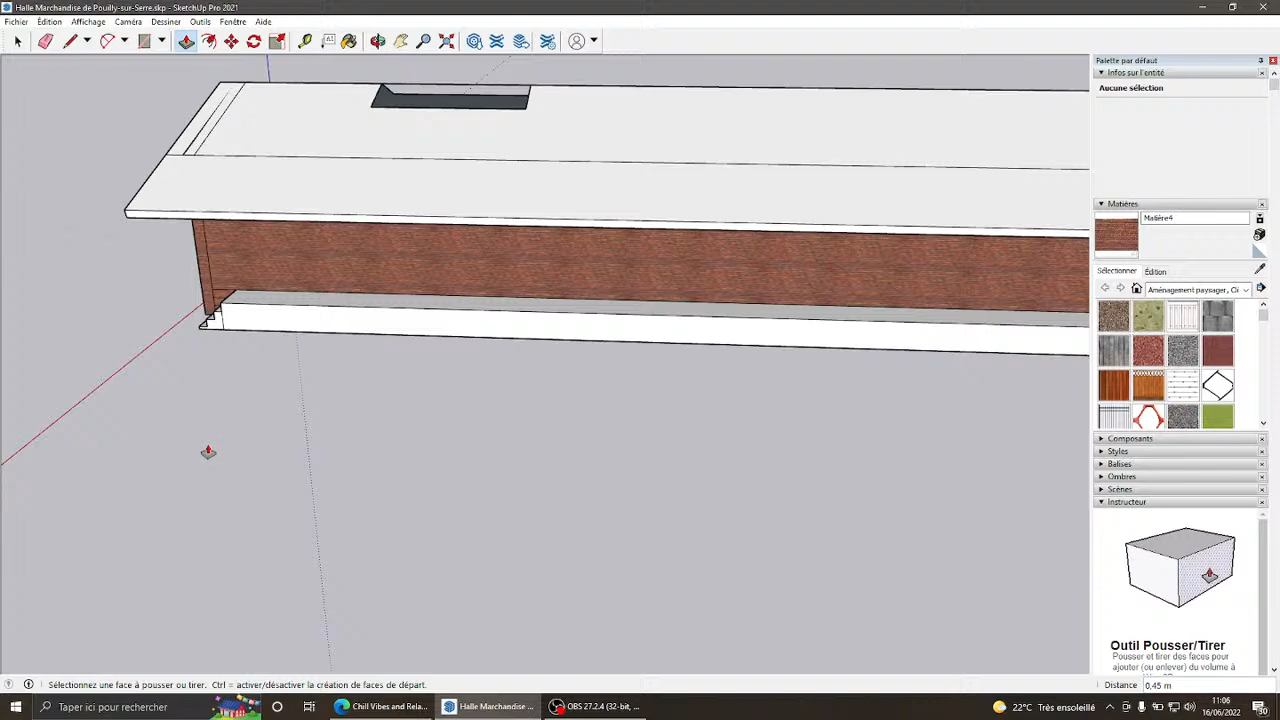 Halle Marchandise de Pouilly-sur-Serre.skp - SketchUp Pro 2021
Fichier Édition Affichage Caméra Dessiner Outils Fenêtre Aide
Palette par défaut
Infos sur l'entité
Aucune sélection
Matières
Matière4
Sélectionner Édition
Aménagement paysager, Cl
Composants
Styles
Balises
Ombres
Scènes
Instructeur
Outil Pousser/Tirer
Pousser et tirer des faces pour
ajouter (ou enlever) du volume à
Sélectionnez une face à pousser ou tirer. Ctrl = activer/désactiver la création de faces de départ.
Distance 0,45 m
Taper ici pour rechercher
Chill Vibes and Rela...
Halle Marchandise ...
OBS 27.2.4 (32-bit, ...
22°C Très ensoleillé
11:06
16/06/2022
30